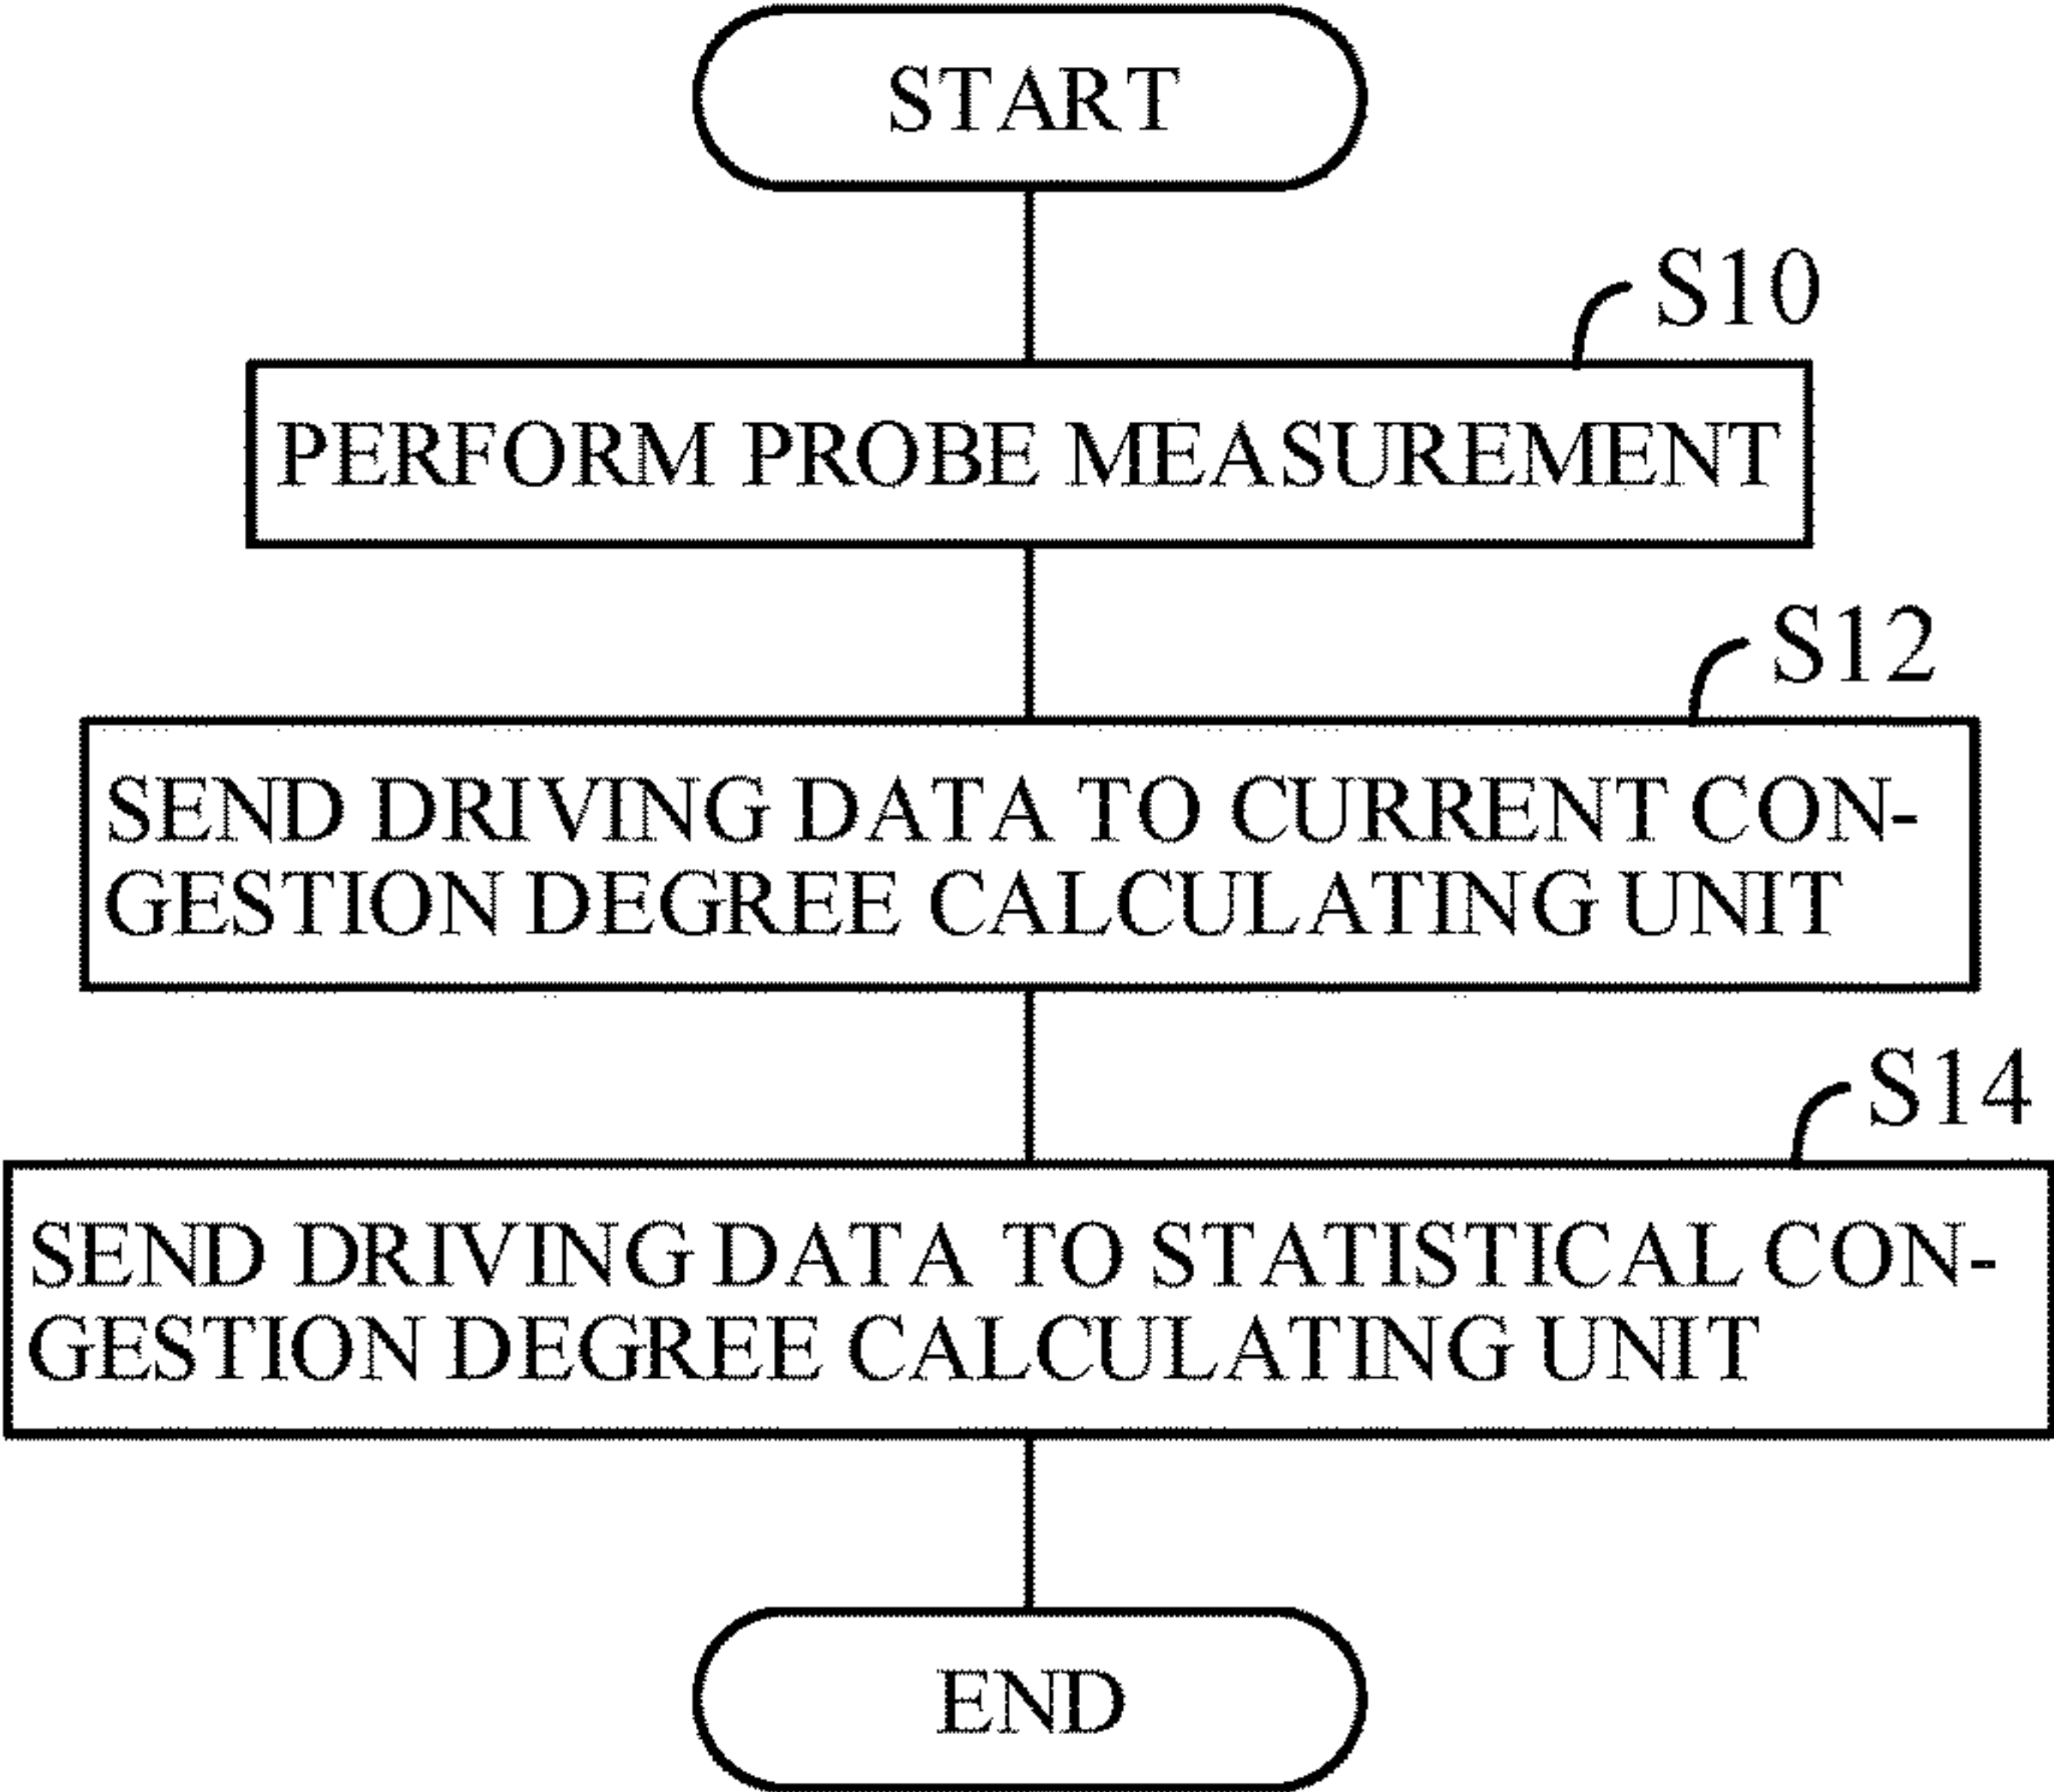 START
S10
PERFORM PROBE MEASUREMENT
S12
SEND DRIVING DATA TO CURRENT CON-
GESTION DEGREE CALCULATING UNIT
S14
SEND DRIVING DATA TO STATISTICAL CON-
GESTION DEGREE CALCULATING UNIT
END